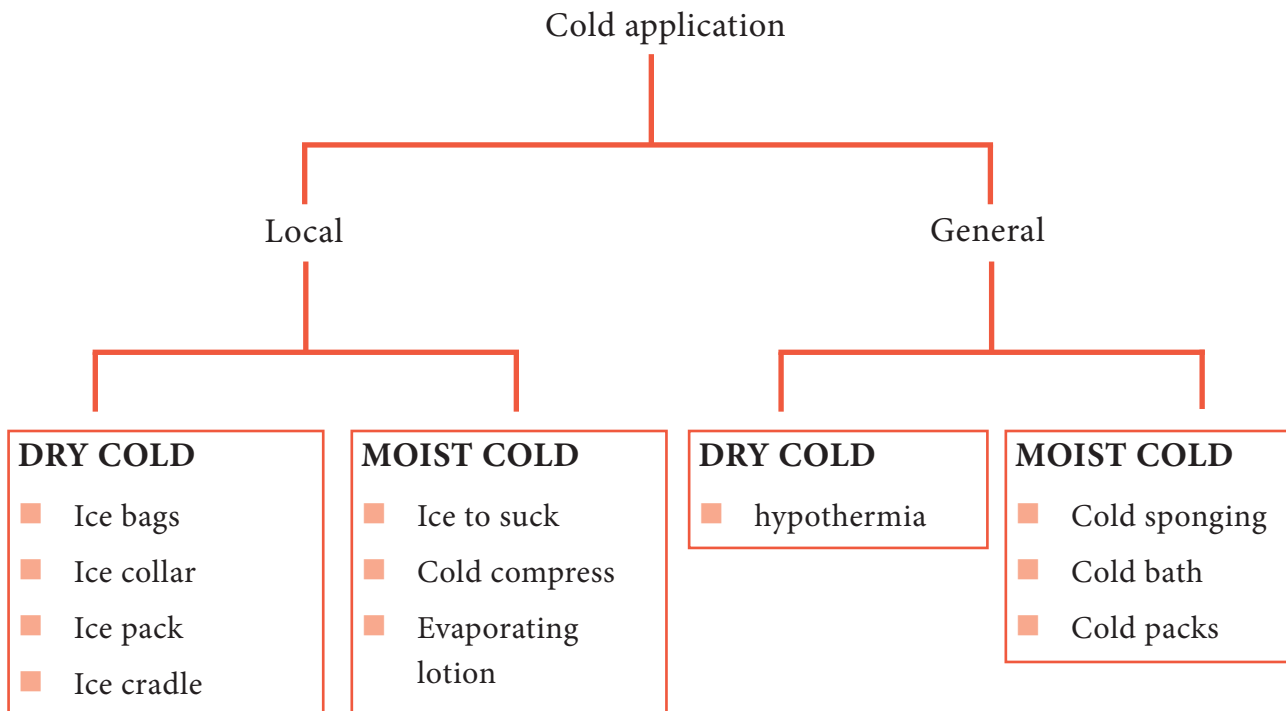 Cold application
Local
General
DRY COLD
Ice bags
Ice collar
Ice pack
Ice cradle
MOIST COLD
Ice to suck
Cold compress
Evaporating
lotion
DRY COLD
hypothermia
MOIST COLD
Cold sponging
Cold bath
Cold packs